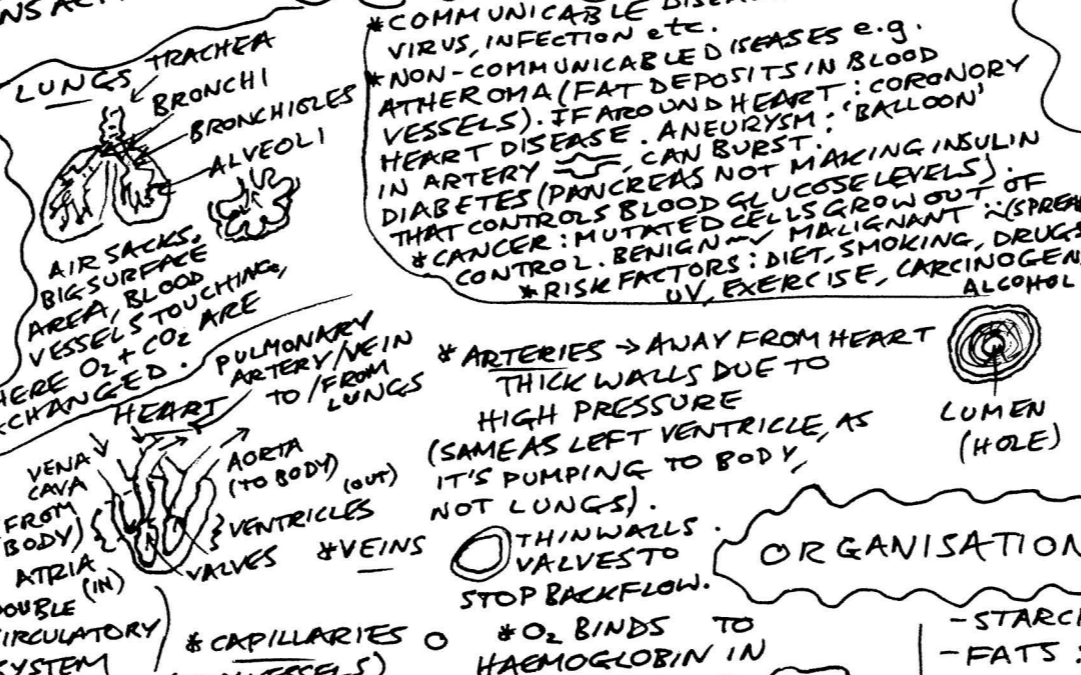 LUNGS
TRACHEA
BRONCHI
BRONCHIOLES
ALVEOLI
AIR SACKS.
BIG SURFACE
AREA, BLOOD
VESSELS TOUCHING,
HERE O2 + CO2 ARE
XCHANGED.
*COMMUNICABLE
VIRUS, INFECTION etc.
*NON-COMMUNICABLE DISEASES e.g.
ATHEROMA (FAT DEPOSITS IN BLOOD
VESSELS). IF AROUND HEART: CORONORY
HEART DISEASE. ANEURYSM: 'BALLOON'
IN ARTERY, CAN BURST.
DIABETES (PANCREAS NOT MAKING INSULIN
THAT CONTROLS BLOOD GLUCOSE LEVELS).
*CANCER: MUTATED CELLS GROW OUT OF
CONTROL. BENIGN ~✓ MALIGNANT ~(SPREA
*RISK FACTORS: DIET, SMOKING, DRUGS
UV, EXERCISE, CARCINOGEN
ALCOHOL
HEART
PULMONARY
ARTERY/VEIN
TO/FROM
LUNGS
VENA
CAVA
FROM
BODY)
AORTA
(TO BODY)
(OUT)
VENTRICLES
VALVES
ATRIA
(IN)
OUBLE
IRCULATORY
SYSTEM
*ARTERIES → AWAY FROM HEART
THICK WALLS DUE TO
HIGH PRESSURE
(SAME AS LEFT VENTRICLE, AS
IT'S PUMPING TO BODY,
NOT LUNGS).
LUMEN
(HOLE)
*VEINS
THIN WALLS.
VALVES TO
STOP BACKFLOW.
ORGANISATION
*CAPILLARIES
*O2 BINDS TO
HAEMOGLOBIN IN
-STARCH
-FATS: